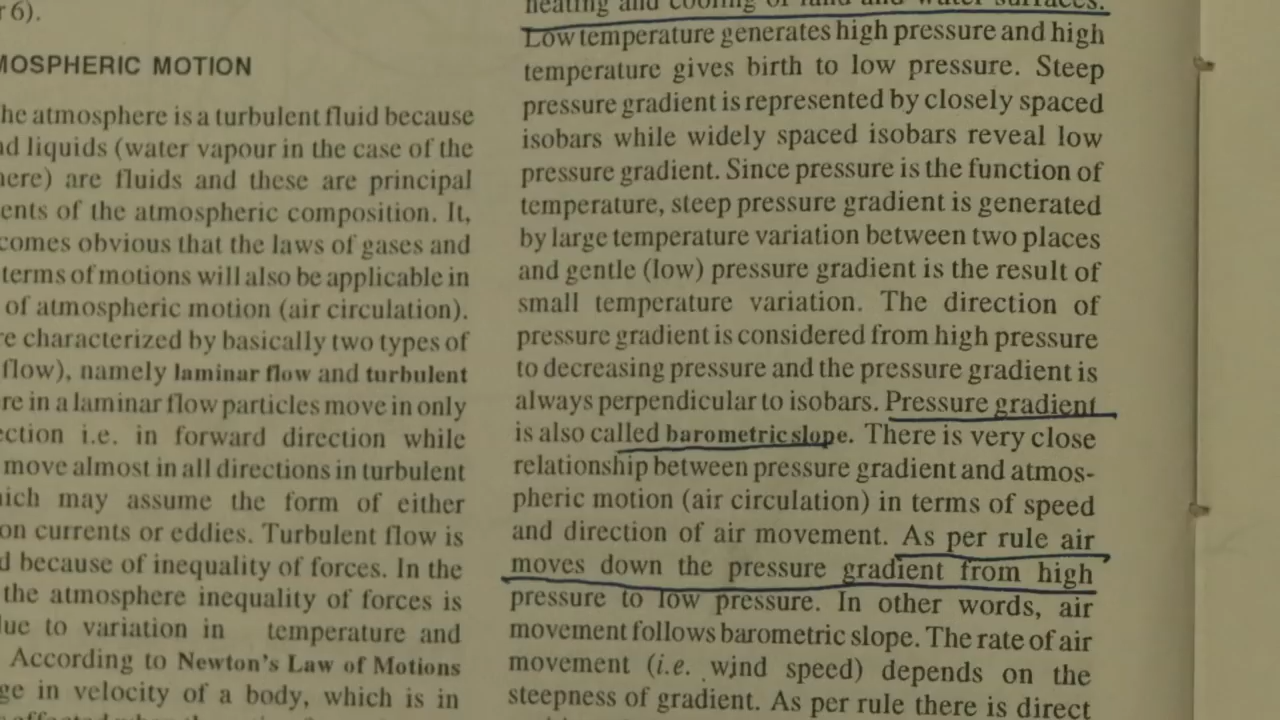 r 6).
MOSPHERIC MOTION
he atmosphere is a turbulent fluid because
nd liquids (water vapour in the case of the
here) are fluids and these are principal
ents of the atmospheric composition. It,
comes obvious that the laws of gases and
terms of motions will also be applicable in
of atmospheric motion (air circulation).
re characterized by basically two types of
flow), namely laminar flow and turbulent
re in a laminar flow particles move in only
ection i.e. in forward direction while
move almost in all directions in turbulent
hich may assume the form of either
on currents or eddies. Turbulent flow is
d because of inequality of forces. In the
the atmosphere inequality of forces is
due to variation in temperature and
According to Newton's Law of Motions
ge in velocity of a body, which is in
heating and cooling of land and water surfaces.
Low temperature generates high pressure and high
temperature gives birth to low pressure. Steep
pressure gradient is represented by closely spaced
isobars while widely spaced isobars reveal low
pressure gradient. Since pressure is the function of
temperature, steep pressure gradient is generated
by large temperature variation between two places
and gentle (low) pressure gradient is the result of
small temperature variation. The direction of
pressure gradient is considered from high pressure
to decreasing pressure and the pressure gradient is
always perpendicular to isobars. Pressure gradient
is also called barometric slope. There is very close
relationship between pressure gradient and atmos-
pheric motion (air circulation) in terms of speed
and direction of air movement. As per rule air
moves down the pressure gradient from high
pressure to low pressure. In other words, air
movement follows barometric slope. The rate of air
movement (i.e. wind speed) depends on the
steepness of gradient. As per rule there is direct